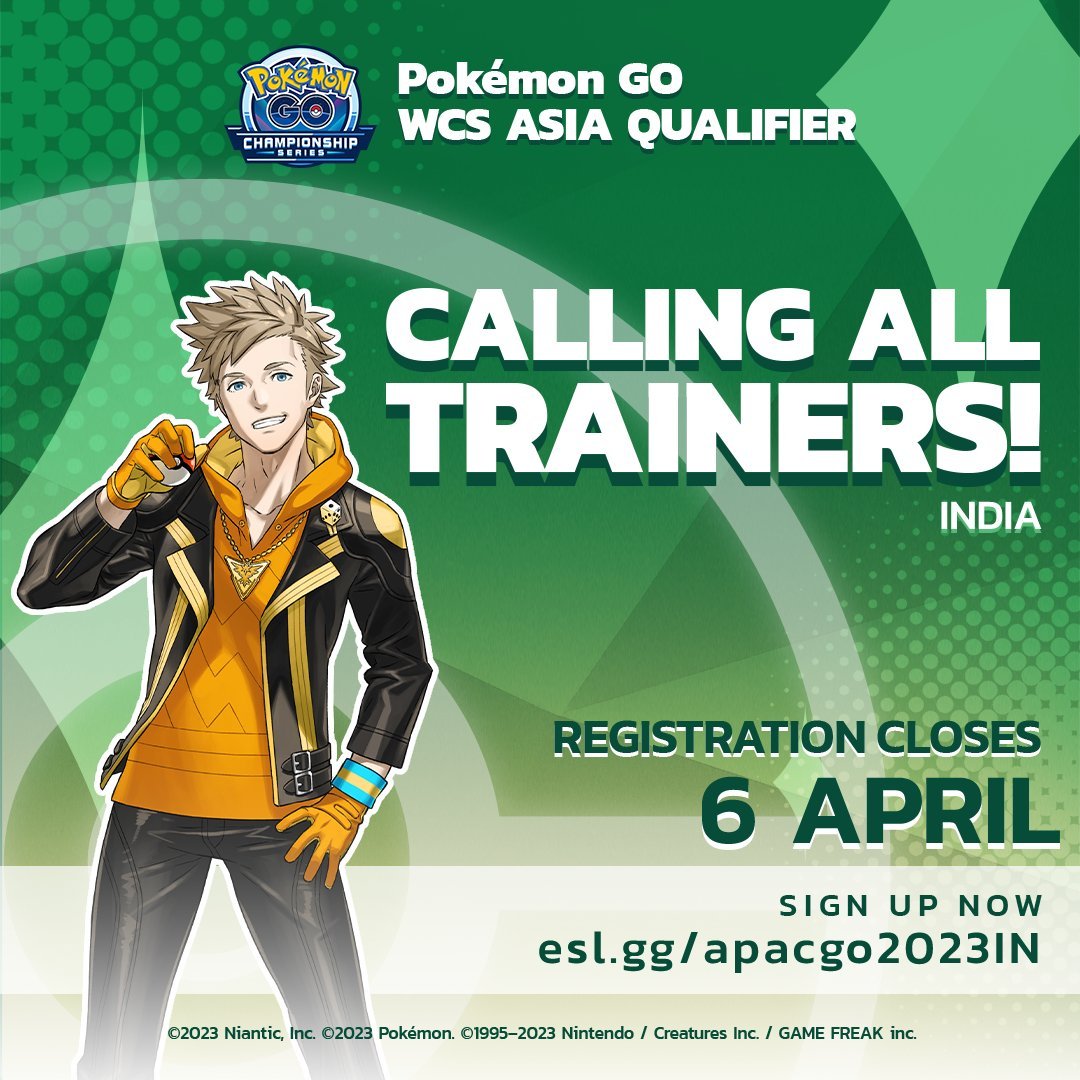 POKÉMON
GO
CHAMPIONSHIP
SERIES
Pokémon GO
WCS ASIA QUALIFIER
CALLING ALL
TRAINERS!
INDIA
REGISTRATION CLOSES
6 APRIL
SIGN UP NOW
esl.gg/apacgo2023IN
©2023 Niantic, Inc. ©2023 Pokémon. ©1995–2023 Nintendo / Creatures Inc. / GAME FREAK inc.